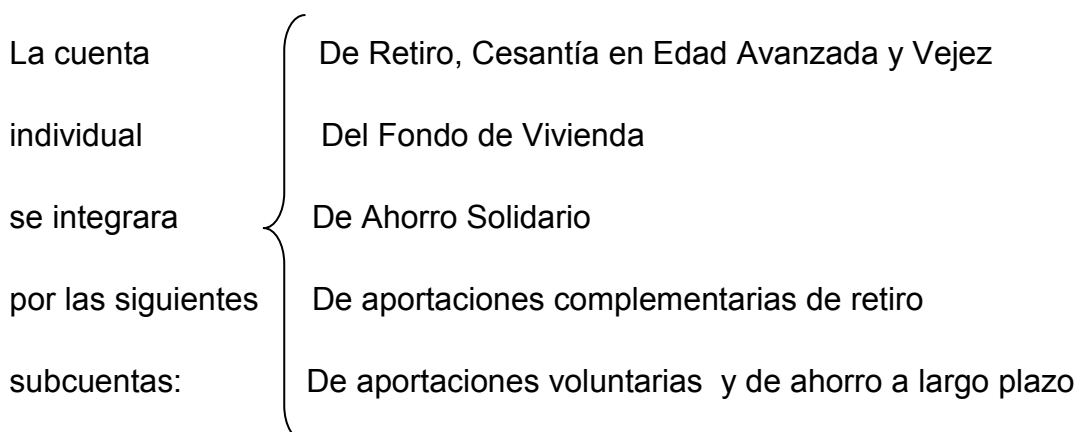 La cuenta De Retiro, Cesantía en Edad Avanzada y Vejez
individual Del Fondo de Vivienda
se integrara De Ahorro Solidario
por las siguientes De aportaciones complementarias de retiro
subcuentas: De aportaciones voluntarias y de ahorro a largo plazo